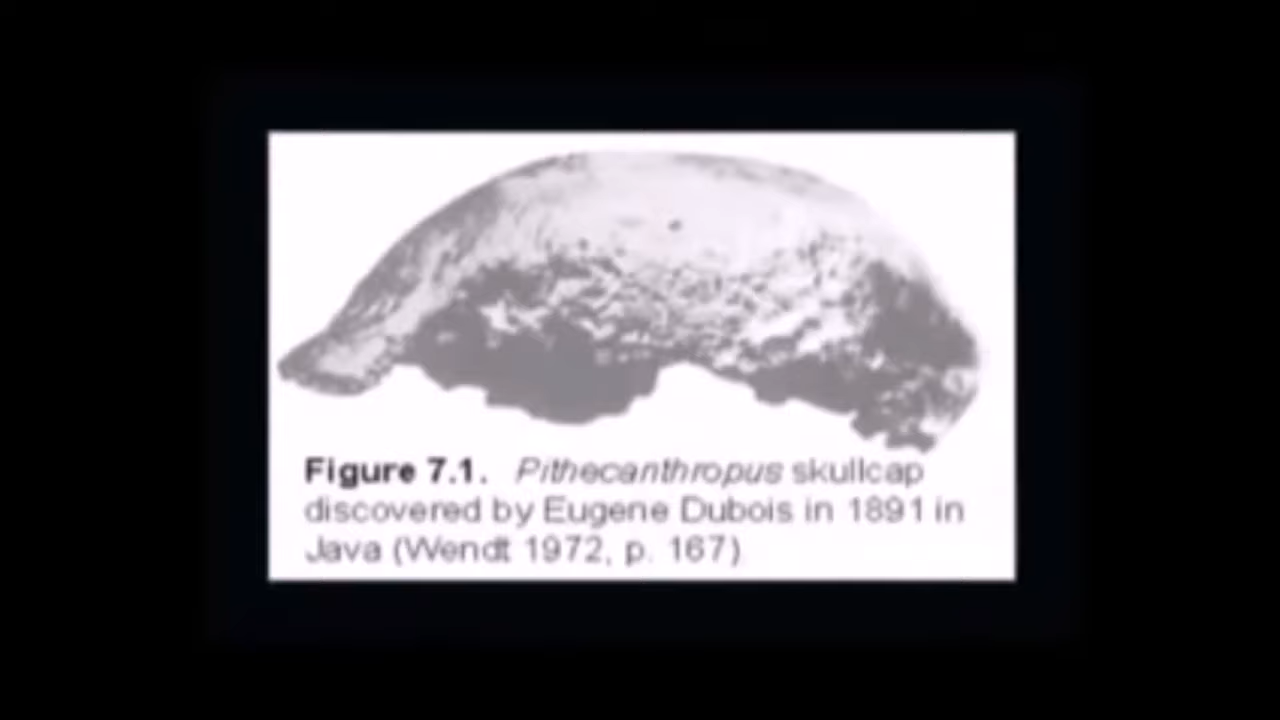 Figure 7.1. Pithecanthropus skullcap
discovered by Eugene Dubois in 1891 in
Java (Wendt 1972, p. 167)